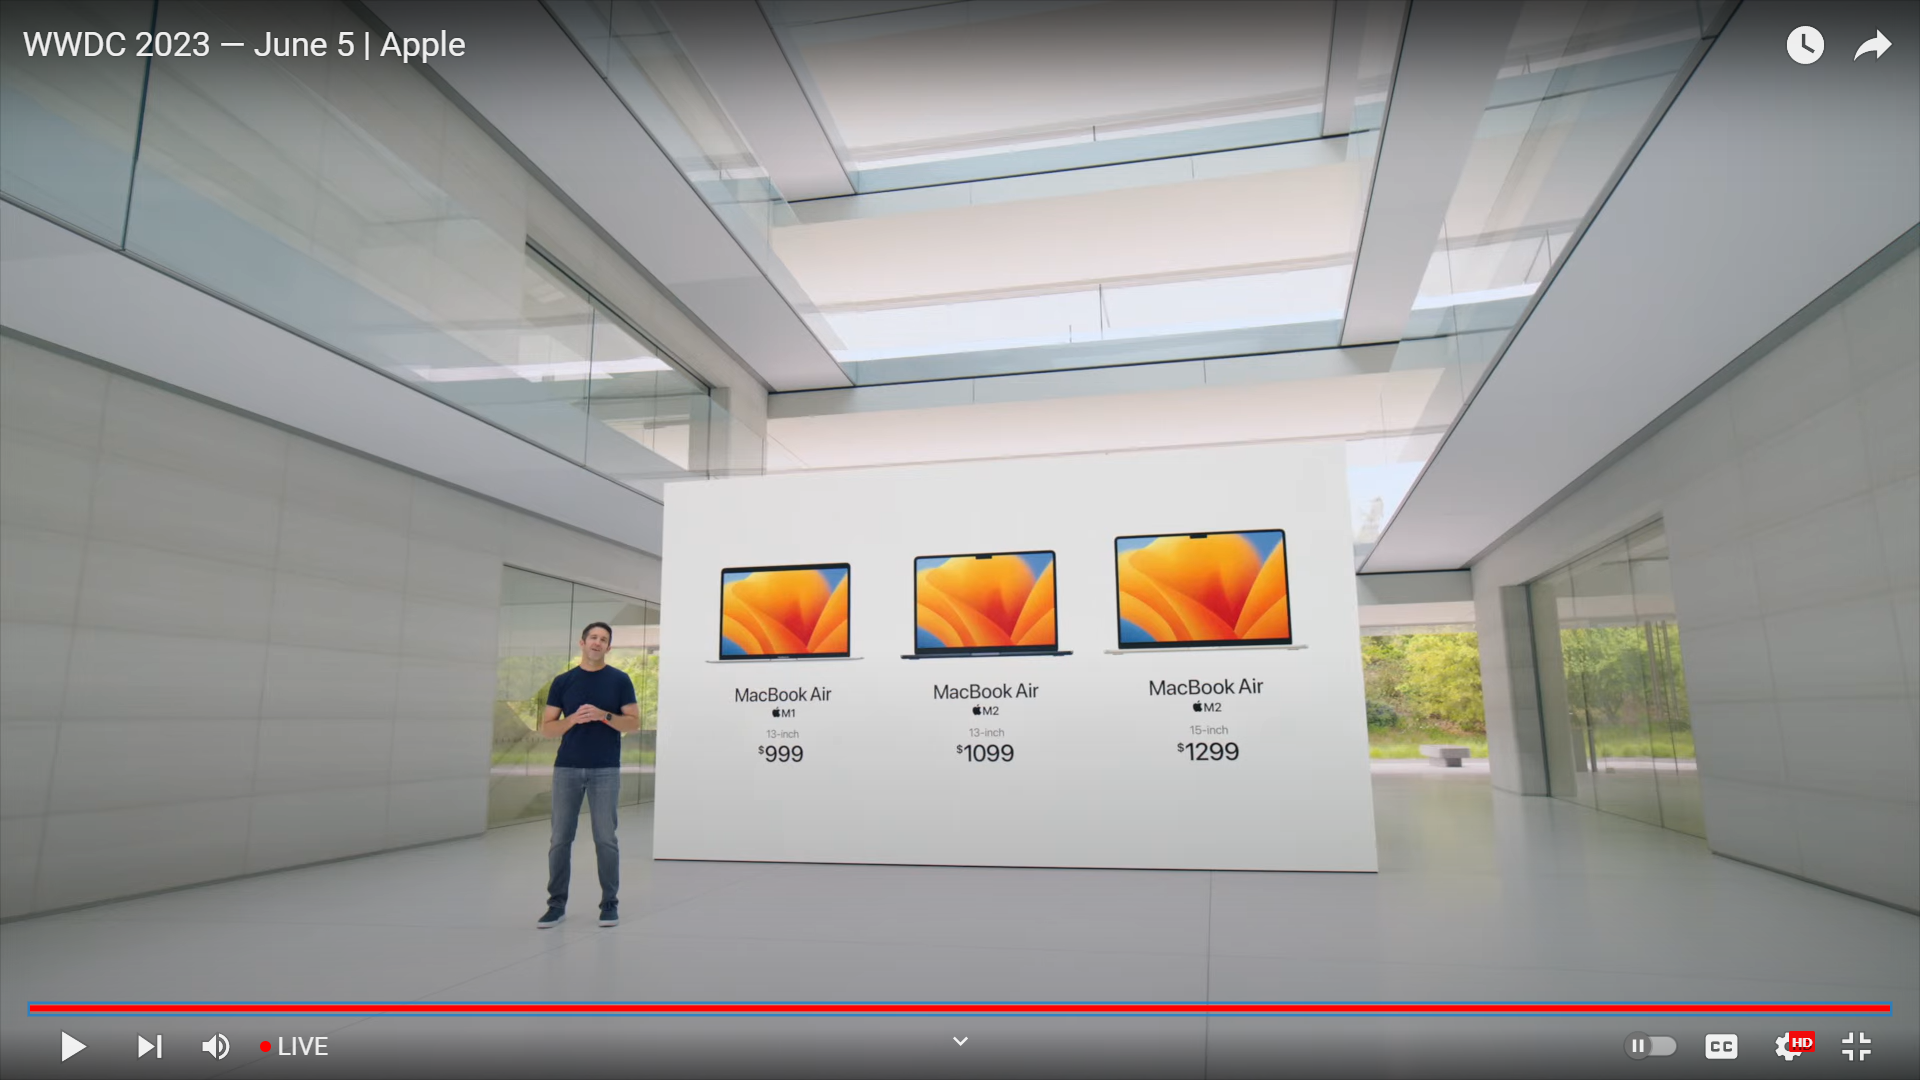 WWDC 2023 — June 5 | Apple
MacBook Air
M1
13-inch
$999
MacBook Air
M2
13-inch
$1099
MacBook Air
M2
15-inch
$1299
LIVE
CC
HD